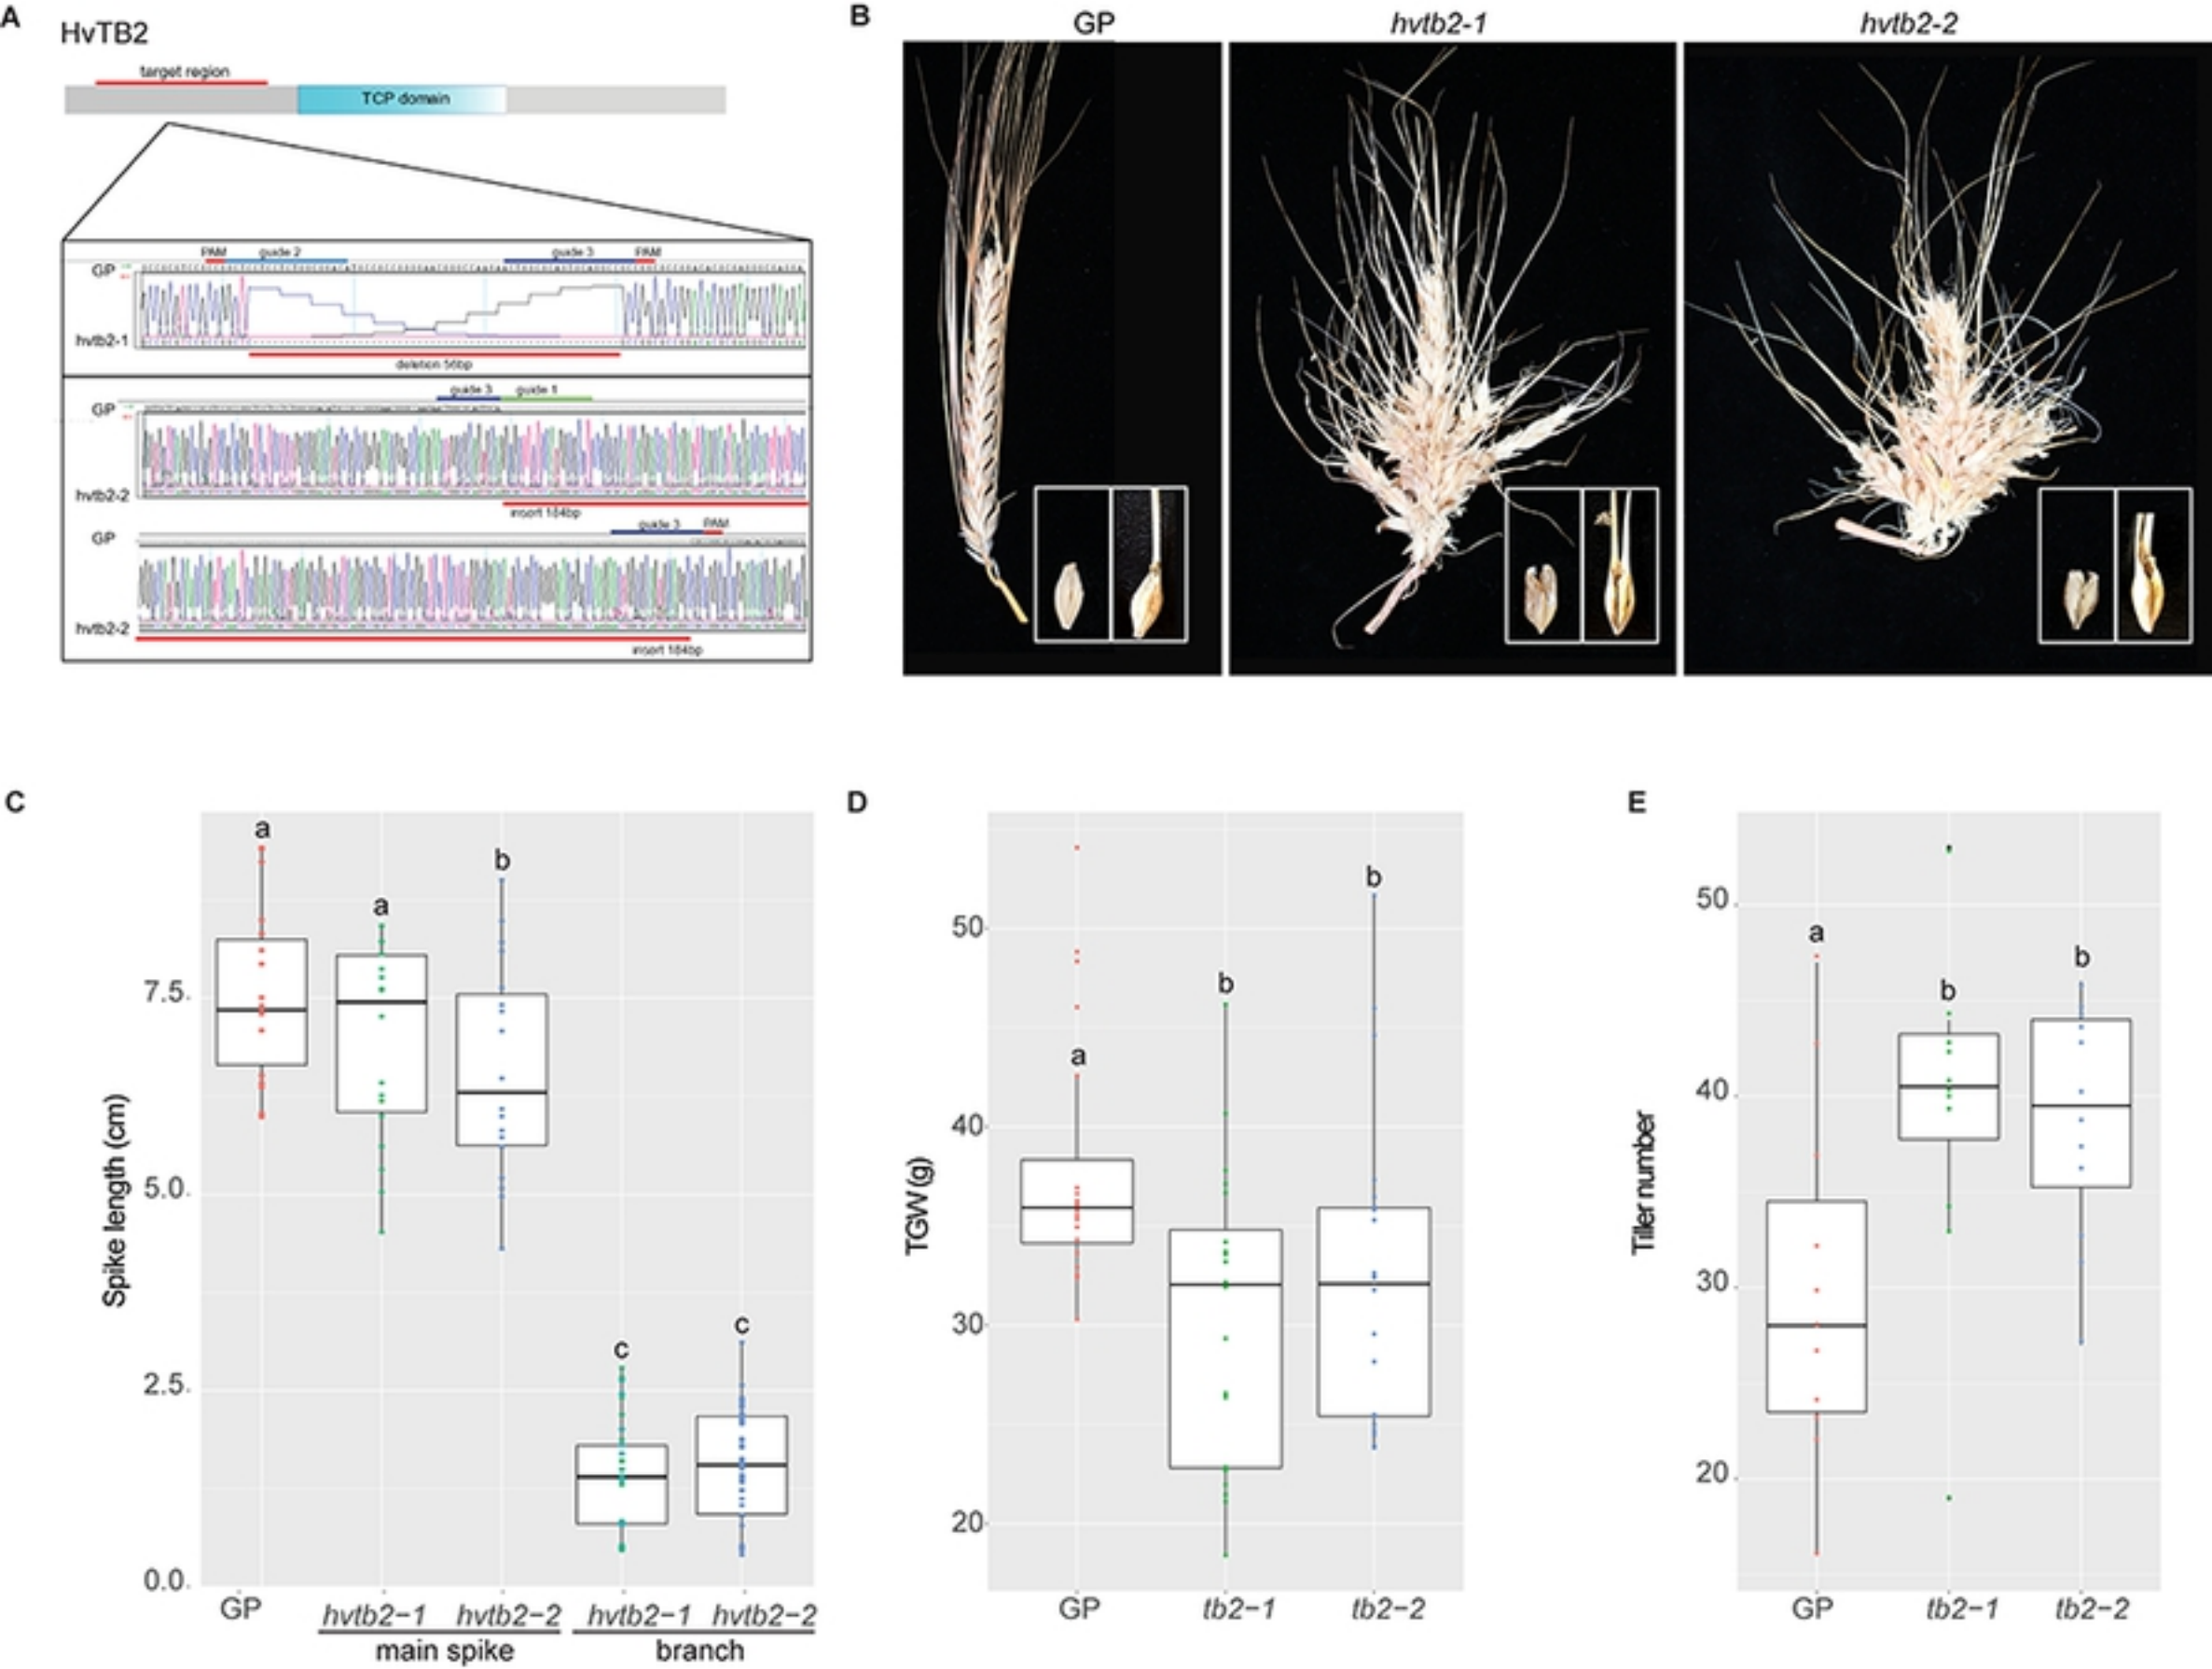 A
HvTB2
target region
TCP domain
PAM guide 2 guide 3 PAM
GP
hvtb2-1
deletion 56bp
guide 3 guide 1
GP
hvtb2-2
insert 184bp
guide 3 PAM
GP
hvtb2-2
insert 184bp
B
GP hvtb2-1 hvtb2-2
C
Spike length (cm)
7.5
5.0
2.5
0.0
a
a
b
c
c
GP hvtb2-1 hvtb2-2 hvtb2-1 hvtb2-2
main spike branch
D
TGW (g)
50
40
30
20
a
b
b
GP tb2-1 tb2-2
E
Tiller number
50
40
30
20
a
b
b
GP tb2-1 tb2-2